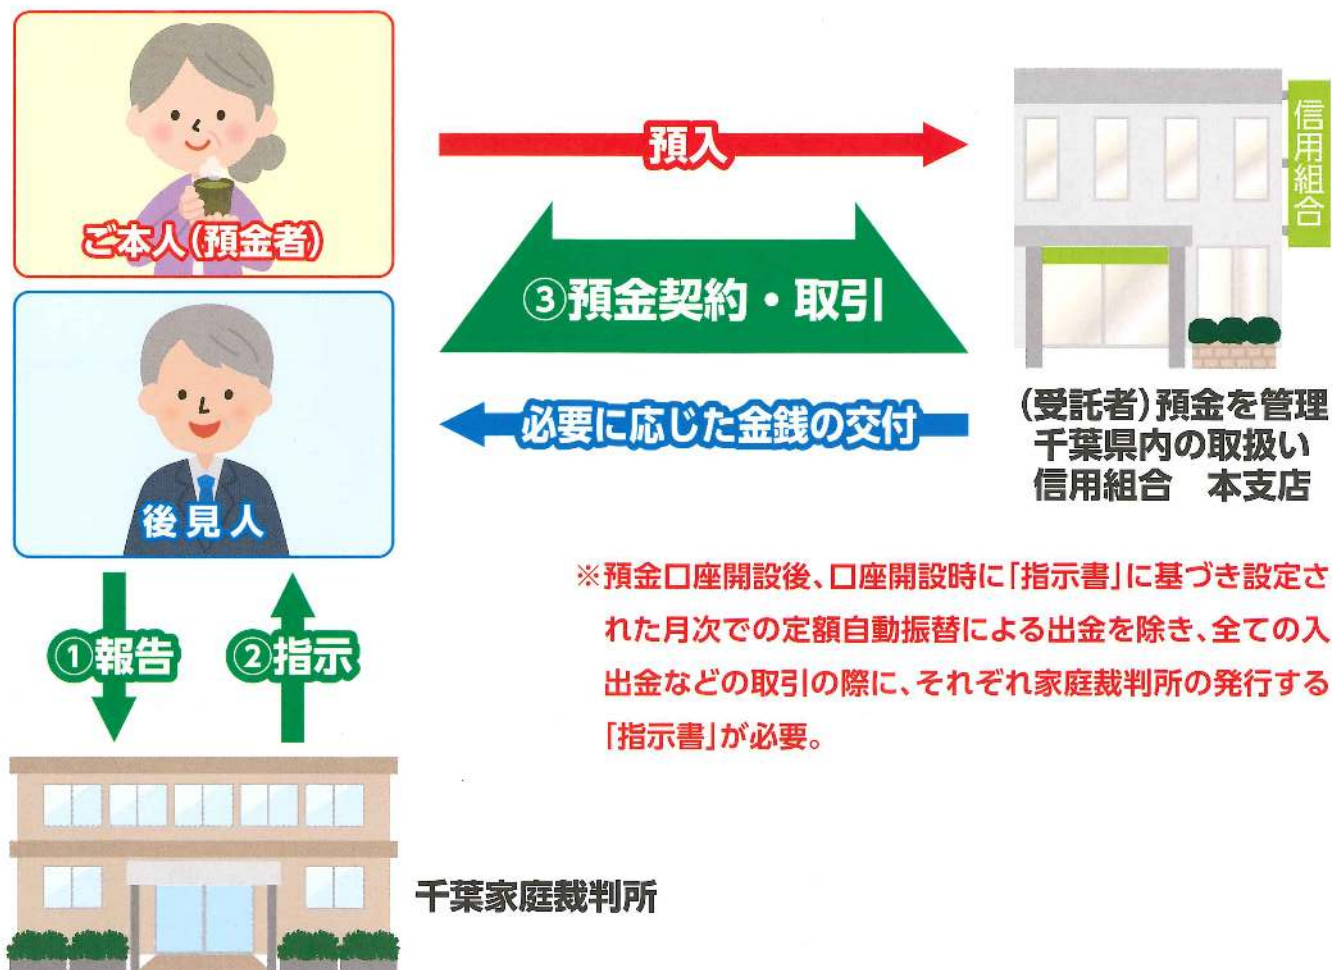 ご本人(預金者)
後見人
預入
③預金契約・取引
必要に応じた金銭の交付
信用組合
(受託者)預金を管理
千葉県内の取扱い
信用組合　本支店
※預金口座開設後、口座開設時に「指示書」に基づき設定さ
れた月次での定額自動振替による出金を除き、全ての入
出金などの取引の際に、それぞれ家庭裁判所の発行する
「指示書」が必要。
①報告
②指示
千葉家庭裁判所